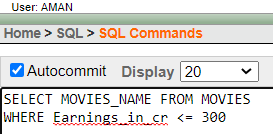 User: AMAN
Home > SQL > SQL Commands
Autocommit Display 20
SELECT MOVIES_NAME FROM MOVIES
WHERE Earnings_in_cr <= 300